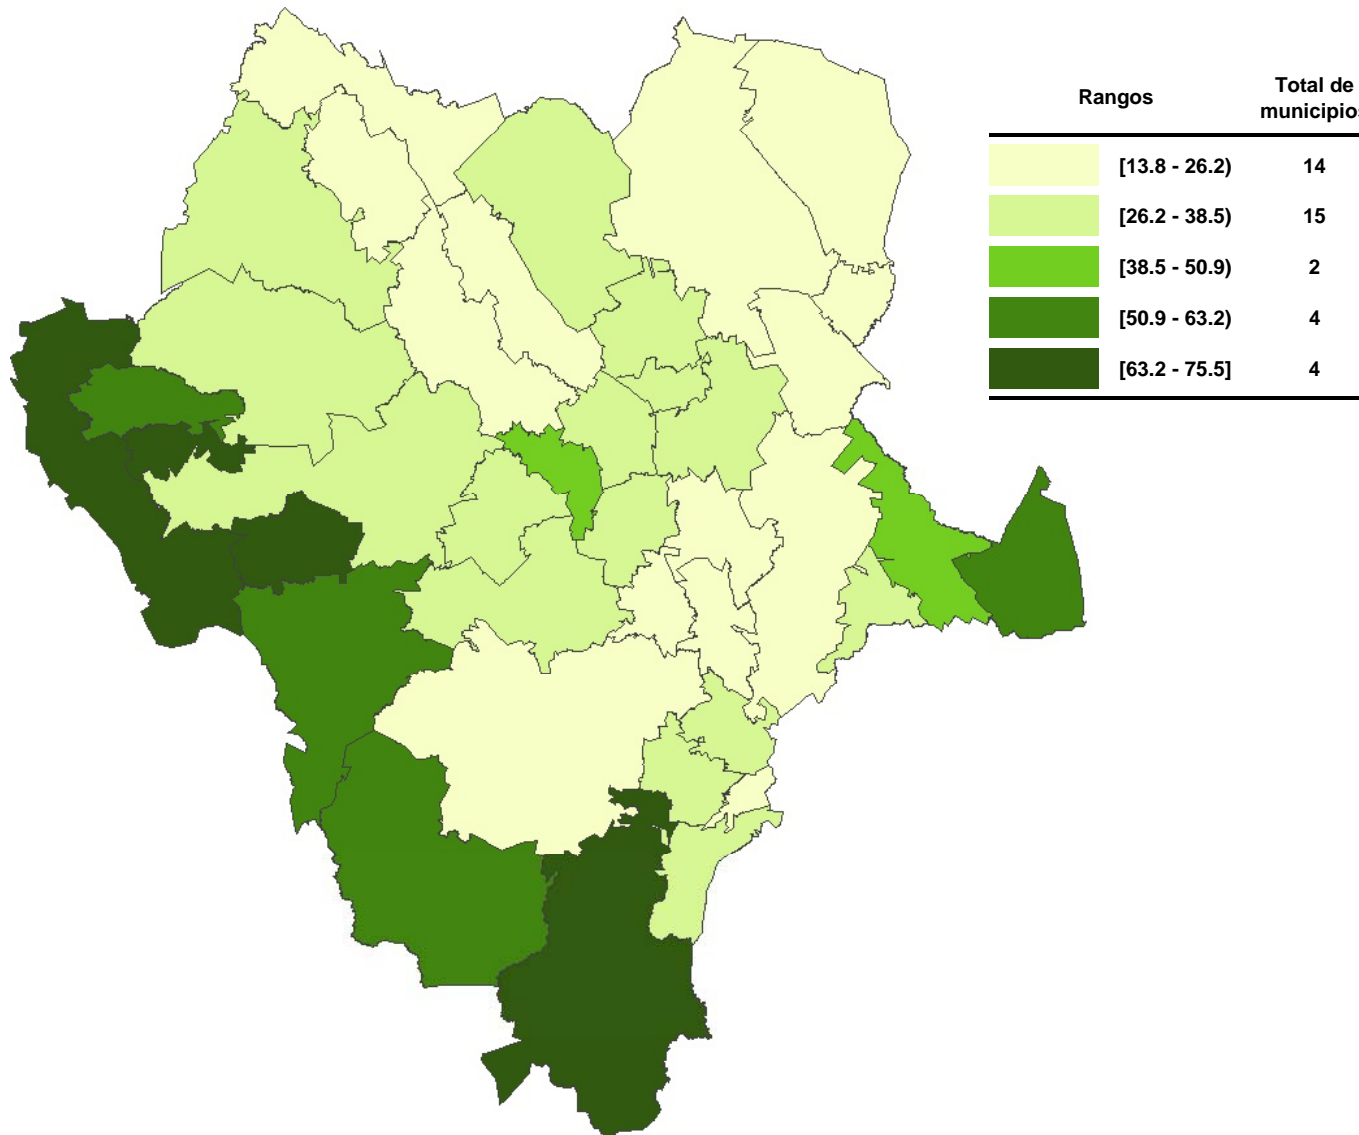 Rangos
Total de
municipios
[13.8 - 26.2) 14
[26.2 - 38.5) 15
[38.5 - 50.9) 2
[50.9 - 63.2) 4
[63.2 - 75.5] 4